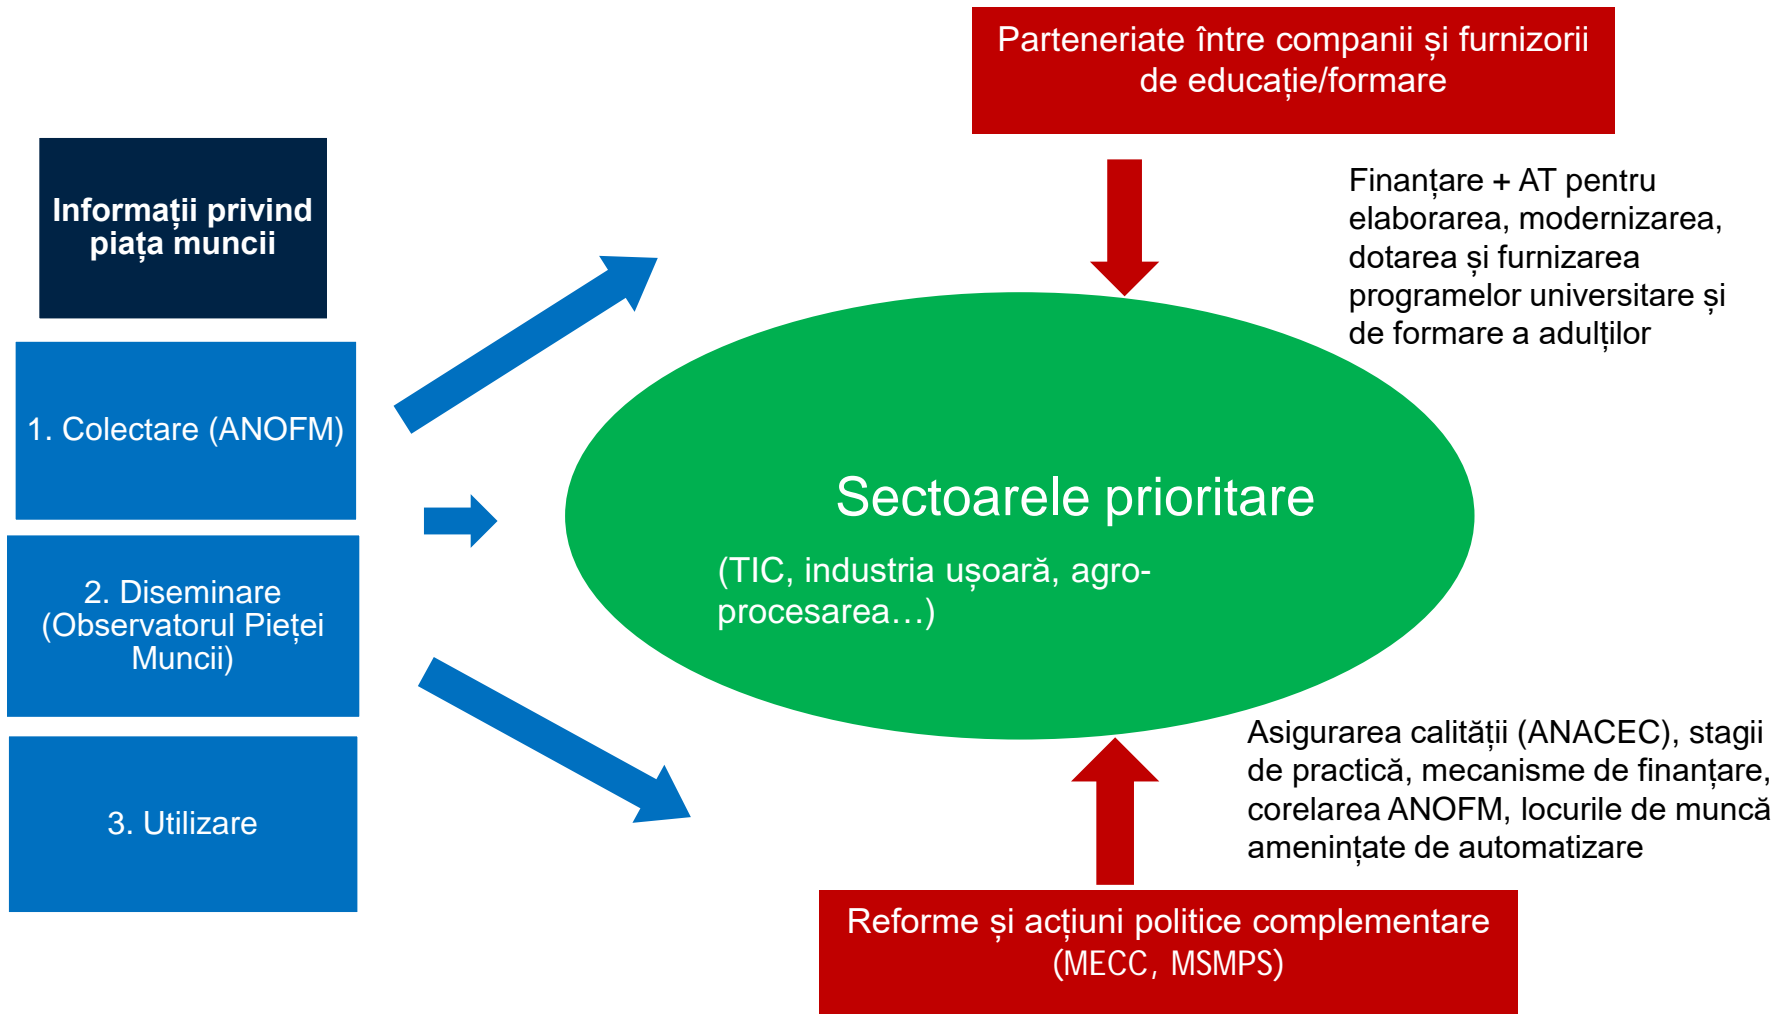 Parteneriate între companii și furnizorii
de educație/formare
Informații privind
piața muncii
Finanțare + AT pentru
elaborarea, modernizarea,
dotarea și furnizarea
programelor universitare și
de formare a adulților
1. Colectare (ANOFM)
2. Diseminare
(Observatorul Pieței
Muncii)
3. Utilizare
Sectoarele prioritare
(TIC, industria ușoară, agro-
procesarea…)
Asigurarea calității (ANACEC), stagii
de practică, mecanisme de finanțare,
corelarea ANOFM, locurile de muncă
amenințate de automatizare
Reforme și acțiuni politice complementare
(MECC, MSMPS)